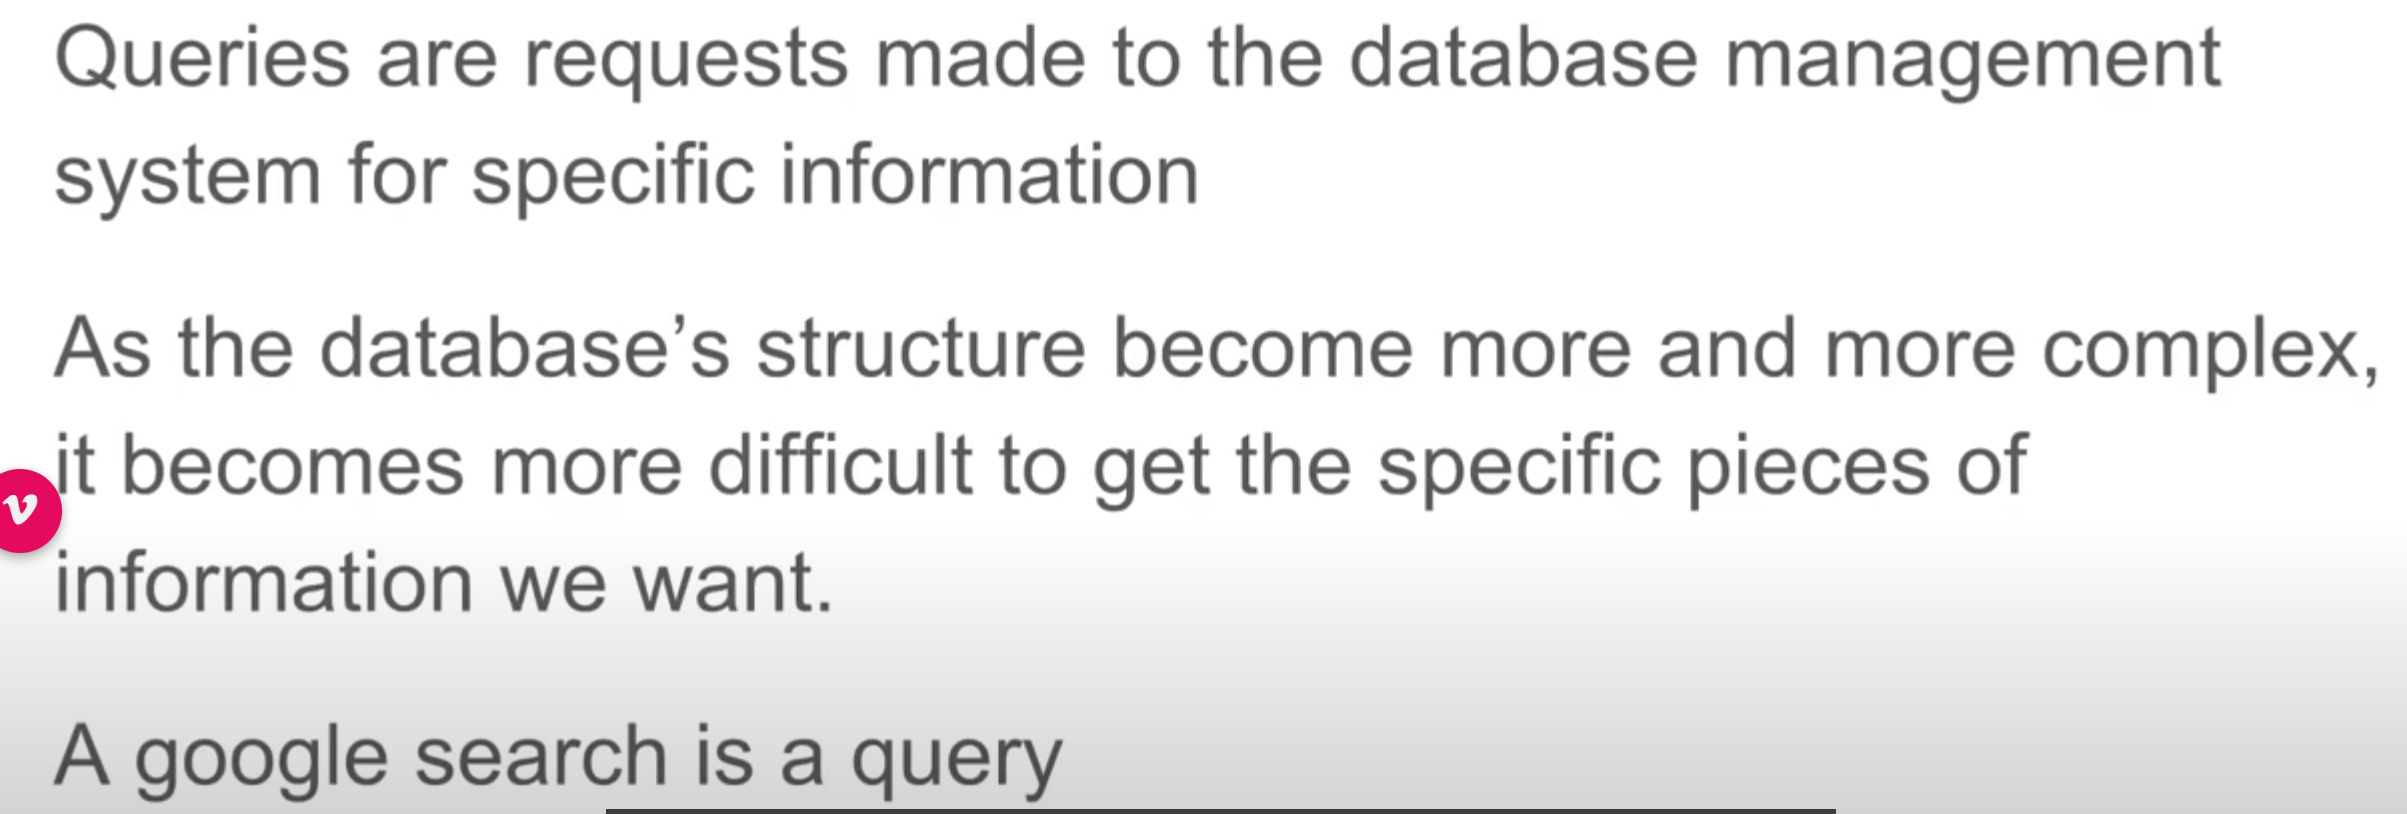 Queries are requests made to the database management
system for specific information
As the database’s structure become more and more complex,
it becomes more difficult to get the specific pieces of
information we want.
A google search is a query